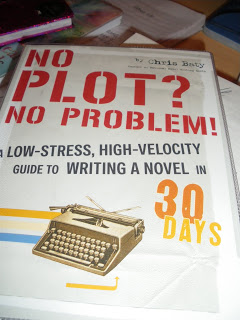 NO
by Chris Baty
PLOT?
NO PROBLEM!
A LOW-STRESS, HIGH-VELOCITY
GUIDE TO WRITING A NOVEL IN
30
DAYS